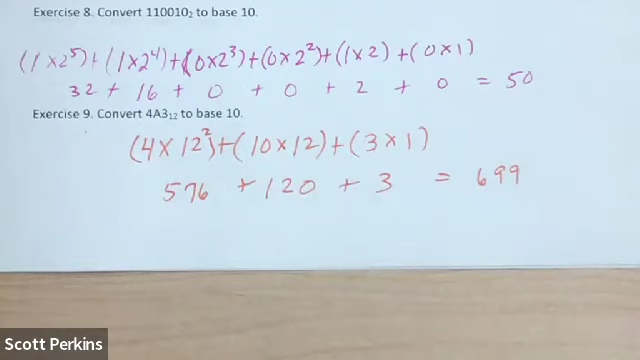 Exercise 8. Convert 110010₂ to base 10.
(1×2⁵)+(1×2⁴)+(0×2³)+(0×2²)+(1×2)+(0×1)
32 + 16 + 0 + 0 + 2 + 0 = 50
Exercise 9. Convert 4A3₁₂ to base 10.
(4×12²)+(10×12)+(3×1)
576 +120 + 3 = 699
Scott Perkins